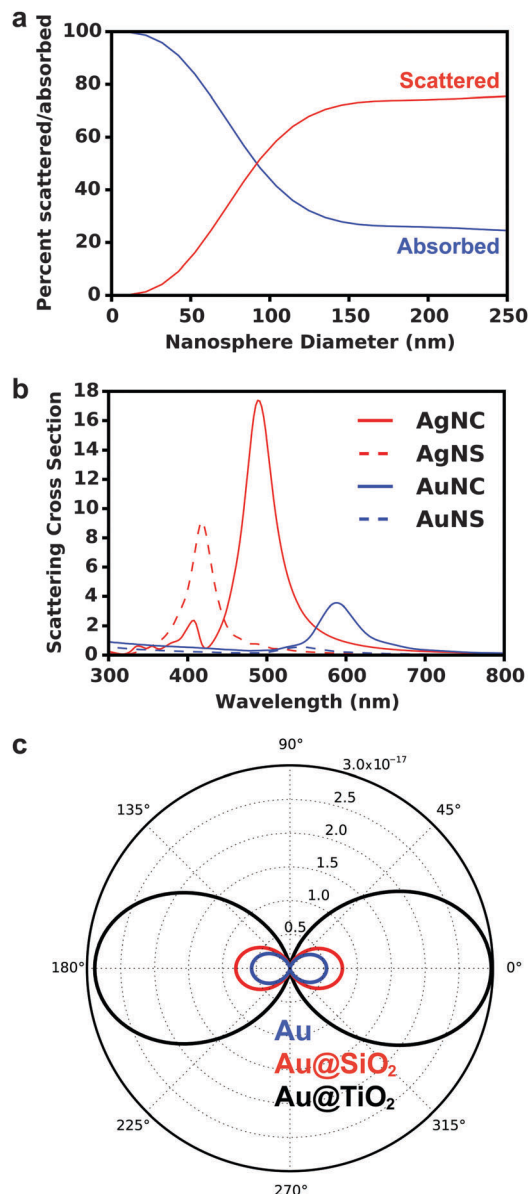 a
100
80
60
40
20
0
Percent scattered/absorbed
Scattered
Absorbed
0 50 100 150 200 250
Nanosphere Diameter (nm)
b
18
16
14
12
10
8
6
4
2
0
Scattering Cross Section
AgNC
AgNS
AuNC
AuNS
300 400 500 600 700 800
Wavelength (nm)
c
90°
3.0x10⁻¹⁷
135°
45°
2.5
2.0
1.5
1.0
0.5
180°
0°
Au
Au@SiO₂
Au@TiO₂
225°
315°
270°